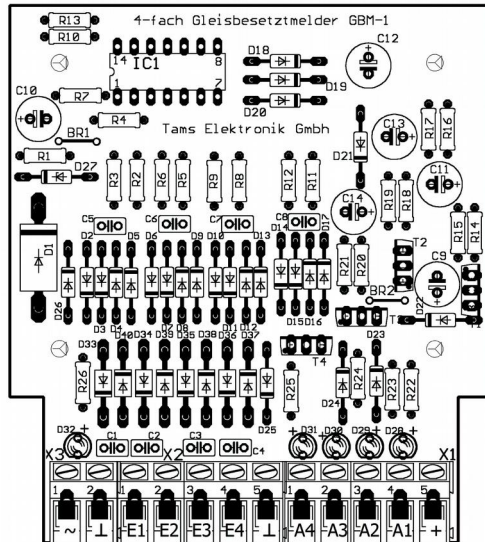 4-fach Gleisbesetztmelder GBM-1
R13
R10
14 IC1 8
1 7
D18
D19
D20
C12
C10
R7
R4
BR1
Tams Elektronik Gmbh
R1
D27
D21
C13
R17 R16
C11
R3 R2 R6 R5 R9 R8 R12 R11
R19 R18
C14
R15 R14
C5 C6 C7 C8
D1
D2 D5 D6 D9 D10 D13 D14 D17
T2
R21 R20
C9
BR2
D22
D26
D3 D4 D7 D8 D11 D12 D15 D16
D33 D40 D34 D39 D35 D38 D36 D37
D23
T4
R26
D25
R25
D24
R24
R23 R22
D32 + C1 C2 C3 C4
+ D31 + D30 + D29 + D28
X3 X2 X1
1 2 1 2 3 4 5 1 2 3 4 5
~ ⊥ E1 E2 E3 E4 ⊥ A4 A3 A2 A1 +